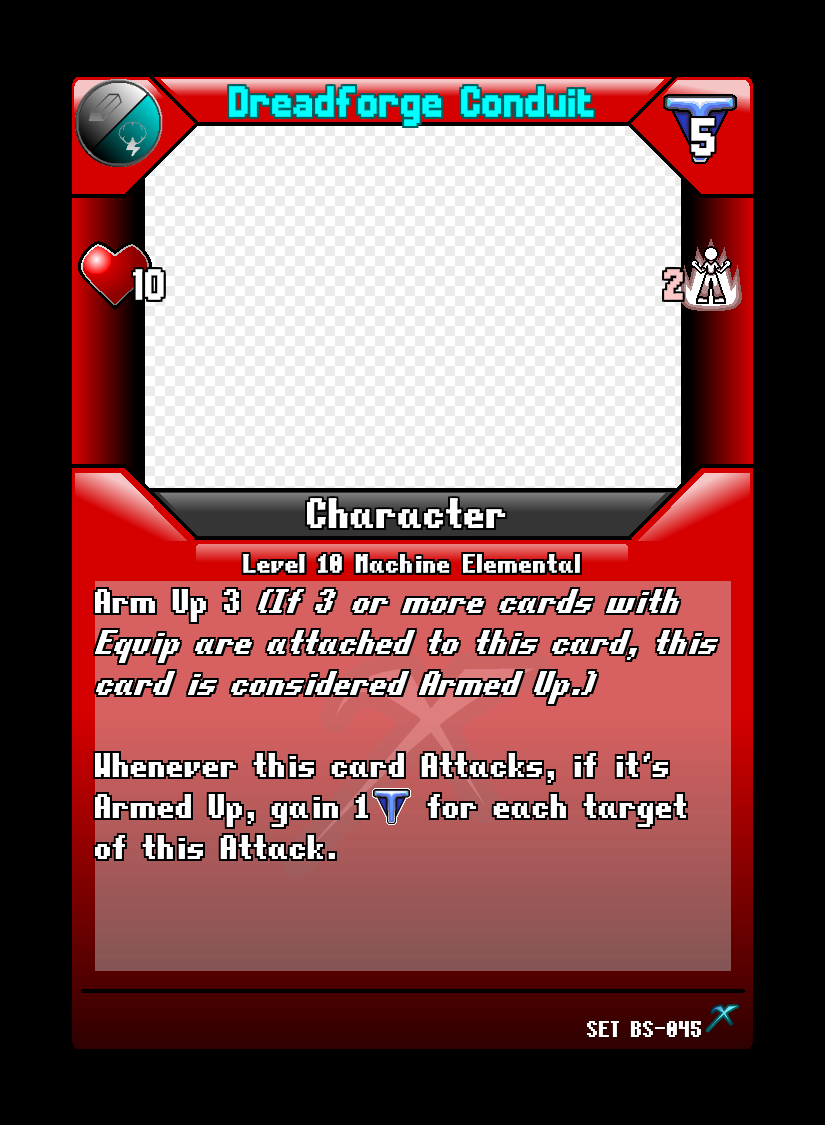 Dreadforge Conduit
5
10
2
Character
Level 10 Machine Elemental
Arm Up 3 (If 3 or more cards with
Equip are attached to this card, this
card is considered Armed Up.)
Whenever this card Attacks, if it's
Armed Up, gain 1 for each target
of this Attack.
SET BS-045